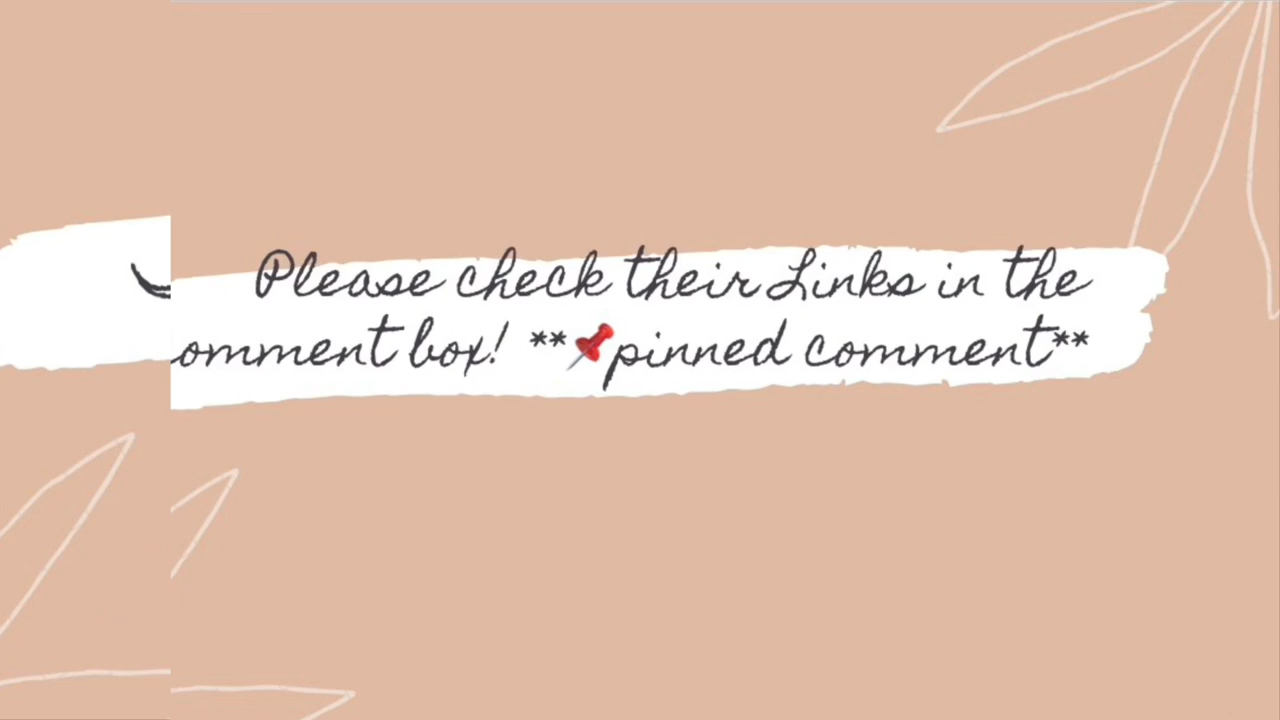 Please check their Links in the
omment box! **📌pinned comment**